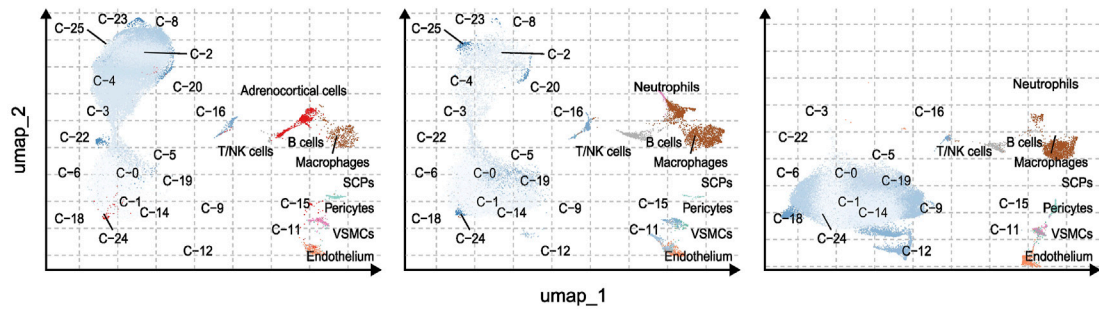 umap_2
C-23
C-8
C-25
C-2
C-4
C-20
Adrenocortical cells
C-3
C-16
C-22
B cells
T/NK cells
C-5
Macrophages
C-6
C-0
C-19
SCPs
C-1
C-15
Pericytes
C-14
C-9
C-18
VSMCs
C-24
C-11
C-12
Endothelium
C-25
C-8
C-2
C-4
C-20
Neutrophils
C-3
C-16
C-22
B cells
T/NK cells
C-5
Macrophages
C-6
C-0
C-19
SCPs
C-1
C-15
Pericytes
C-14
C-9
C-18
VSMCs
C-24
C-11
C-12
Endothelium
Neutrophils
C-3
C-16
C-22
B cells
T/NK cells
C-5
Macrophages
C-6
C-0
C-19
SCPs
C-1
C-15
Pericytes
C-14
C-9
C-18
VSMCs
C-24
C-11
C-12
Endothelium
umap_1